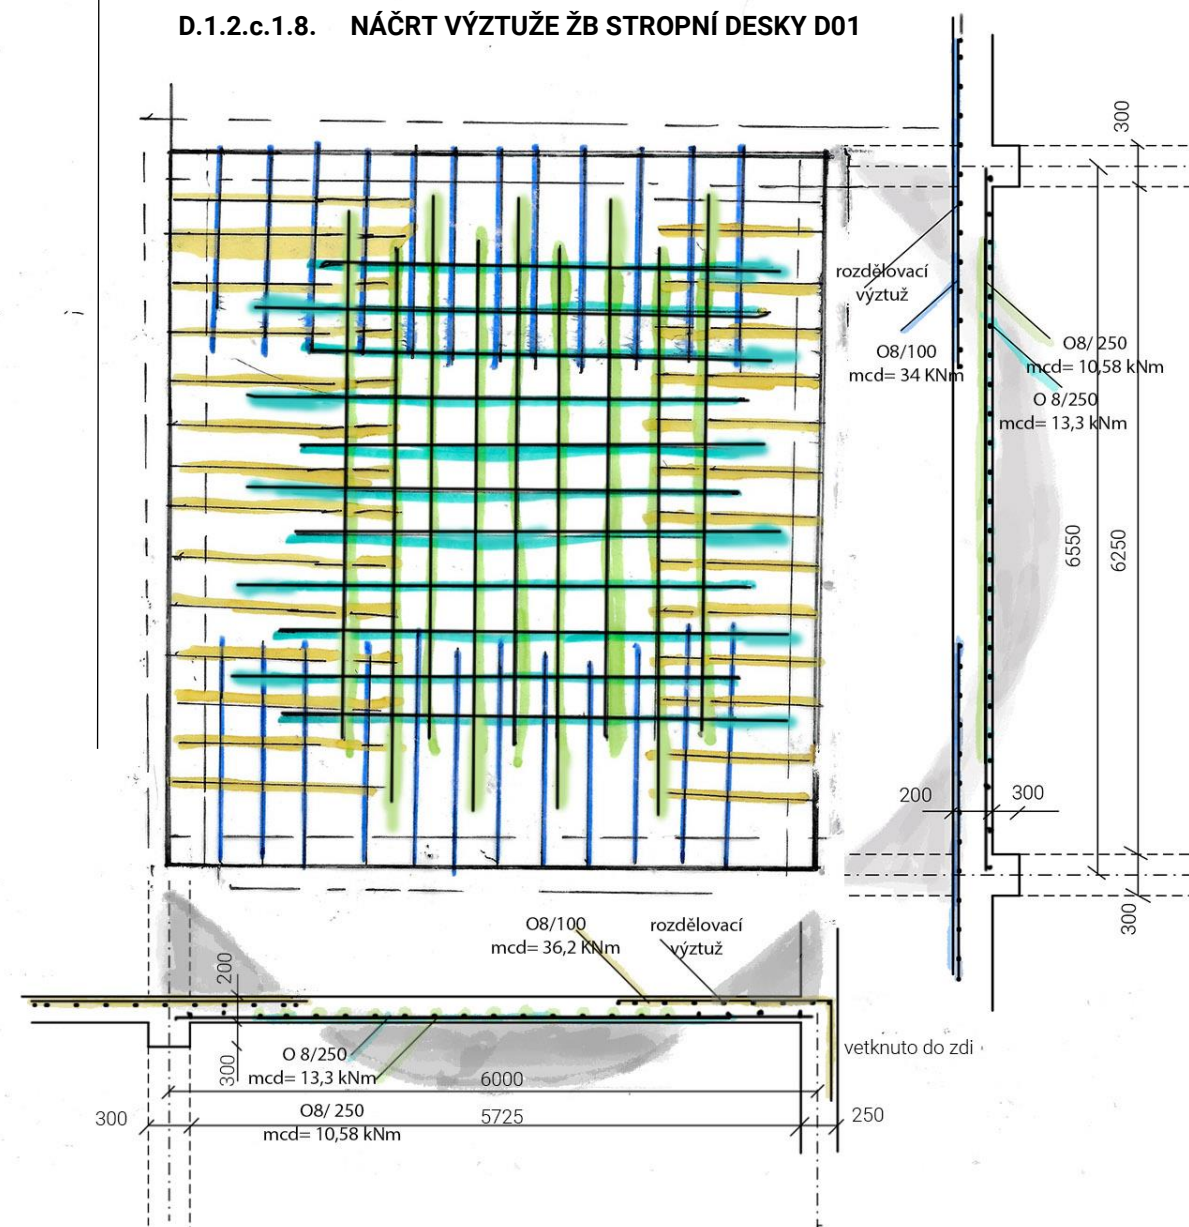 D.1.2.c.1.8. NÁČRT VÝZTUŽE ŽB STROPNÍ DESKY D01
300
rozdělovací
výztuž
O8/100
mcd= 34 KNm
O8/ 250
mcd= 10,58 kNm
O 8/250
mcd= 13,3 kNm
6550
6250
200
300
300
O8/100
mcd= 36,2 KNm
rozdělovací
výztuž
200
300
O 8/250
mcd= 13,3 kNm
vetknuto do zdi
6000
300
O8/ 250
mcd= 10,58 kNm
5725
250